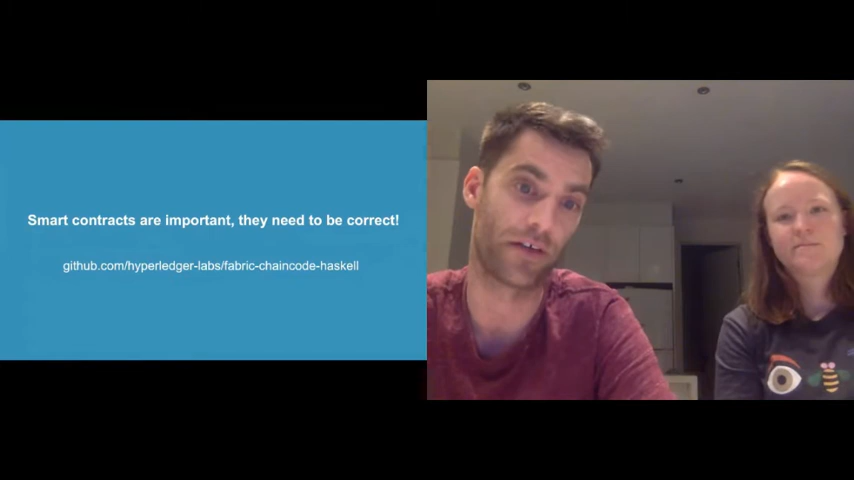 Smart contracts are important, they need to be correct!
github.com/hyperledger-labs/fabric-chaincode-haskell